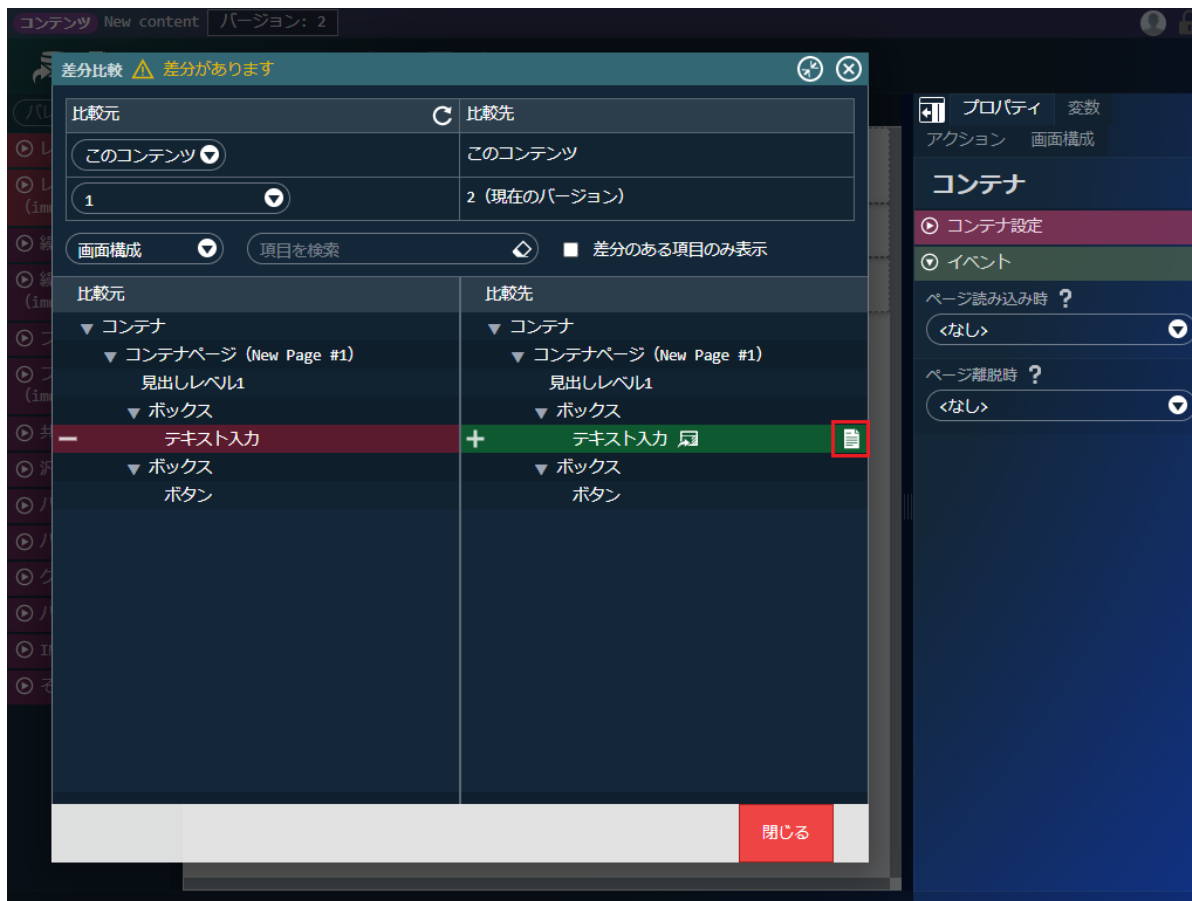 コンテンツ New content バージョン: 2
差分比較 差分があります
比較元 比較先
このコンテンツ このコンテンツ
1 2（現在のバージョン）
画面構成 項目を検索 差分のある項目のみ表示
比較元 比較先
コンテナ コンテナ
コンテナページ（New Page #1） コンテナページ（New Page #1）
見出しレベル1 見出しレベル1
ボックス ボックス
テキスト入力 テキスト入力
ボックス ボックス
ボタン ボタン
閉じる
プロパティ 変数
アクション 画面構成
コンテナ
コンテナ設定
イベント
ページ読み込み時 ?
<なし>
ページ離脱時 ?
<なし>